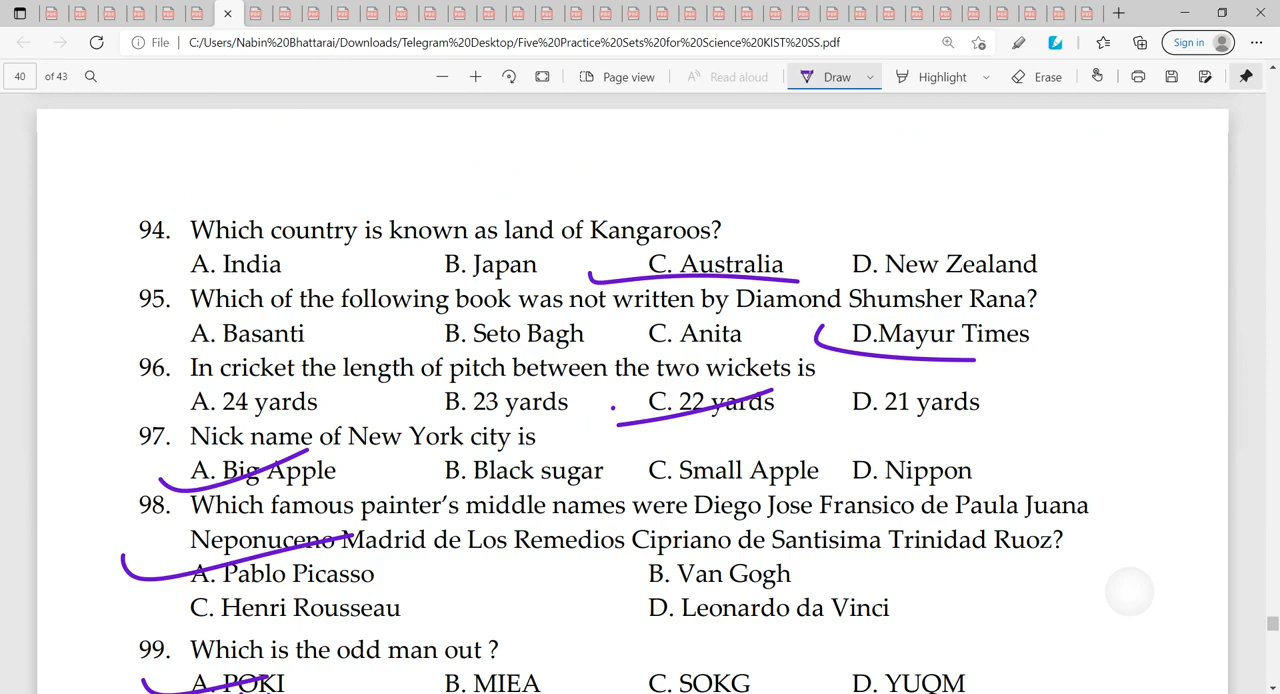 File
C:/Users/Nabin%20Bhattarai/Downloads/Telegram%20Desktop/Five%20Practice%20Sets%20for%20Science%20KIST%20SS.pdf
Sign in
40 of 43
Page view
Read aloud
Draw
Highlight
Erase
94. Which country is known as land of Kangaroos?
A. India B. Japan C. Australia D. New Zealand
95. Which of the following book was not written by Diamond Shumsher Rana?
A. Basanti B. Seto Bagh C. Anita D.Mayur Times
96. In cricket the length of pitch between the two wickets is
A. 24 yards B. 23 yards C. 22 yards D. 21 yards
97. Nick name of New York city is
A. Big Apple B. Black sugar C. Small Apple D. Nippon
98. Which famous painter's middle names were Diego Jose Fransico de Paula Juana
Neponuceno Madrid de Los Remedios Cipriano de Santisima Trinidad Ruoz?
A. Pablo Picasso B. Van Gogh
C. Henri Rousseau D. Leonardo da Vinci
99. Which is the odd man out ?
A. POKI B. MIEA C. SOKG D. YUQM